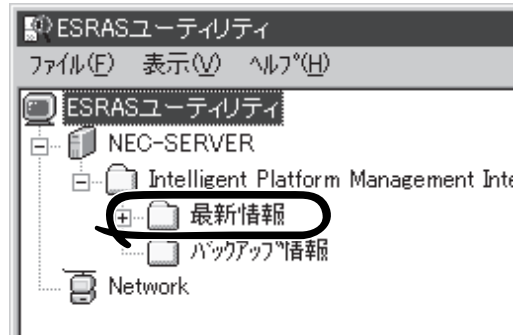 ESRASユーティリティ
ファイル(F) 表示(V) ヘルプ(H)
ESRASユーティリティ
NEC-SERVER
Intelligent Platform Management Inte
最新情報
バックアップ情報
Network